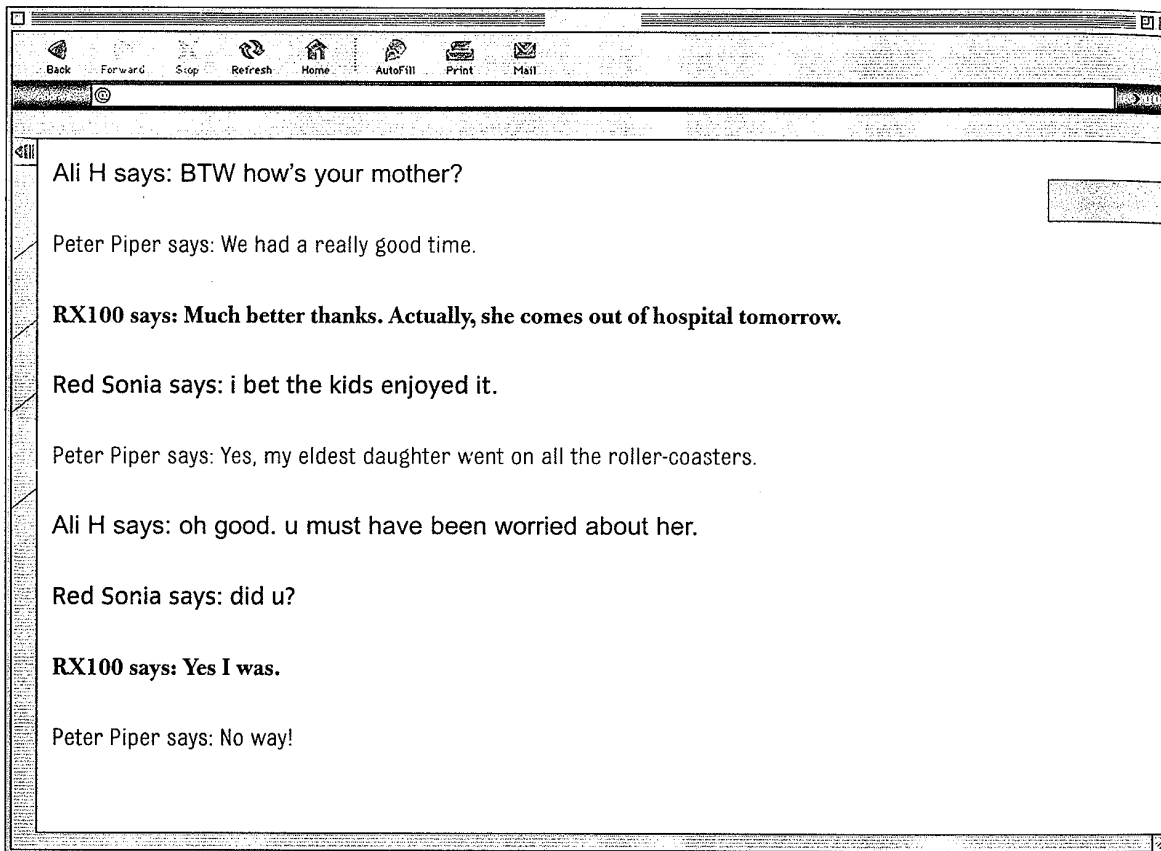 Back Forward Stop Refresh Home AutoFill Print Mail
@
Ali H says: BTW how's your mother?
Peter Piper says: We had a really good time.
RX100 says: Much better thanks. Actually, she comes out of hospital tomorrow.
Red Sonia says: i bet the kids enjoyed it.
Peter Piper says: Yes, my eldest daughter went on all the roller-coasters.
Ali H says: oh good. u must have been worried about her.
Red Sonia says: did u?
RX100 says: Yes I was.
Peter Piper says: No way!